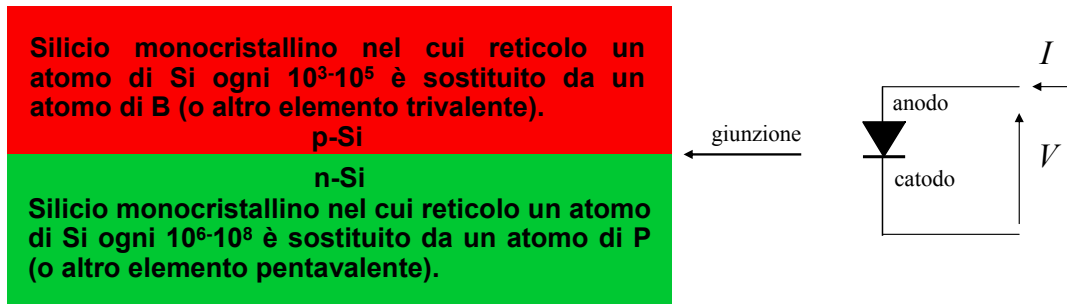 Silicio monocristallino nel cui reticolo un
atomo di Si ogni 10³⁻10⁵ è sostituito da un
atomo di B (o altro elemento trivalente).
p-Si
n-Si
Silicio monocristallino nel cui reticolo un atomo
di Si ogni 10⁶⁻10⁸ è sostituito da un atomo di P
(o altro elemento pentavalente).
giunzione
I
anodo
V
catodo